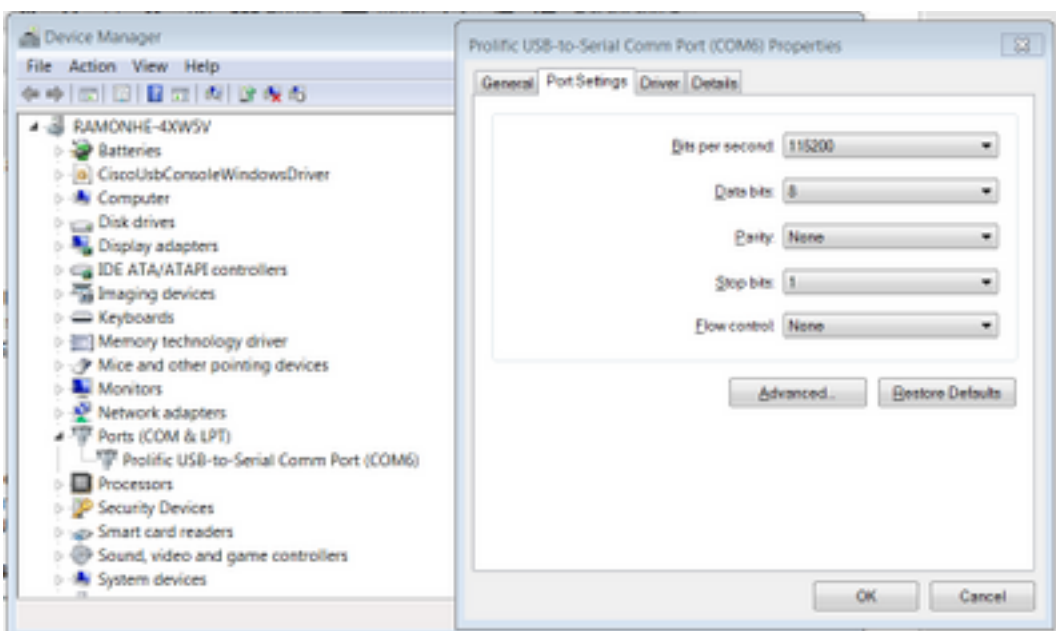 Device Manager
File Action View Help
RAMONHE-4XW5V
Batteries
CiscoUsbConsoleWindowsDriver
Computer
Disk drives
Display adapters
IDE ATA/ATAPI controllers
Imaging devices
Keyboards
Memory technology driver
Mice and other pointing devices
Monitors
Network adapters
Ports (COM & LPT)
Prolific USB-to-Serial Comm Port (COM6)
Processors
Security Devices
Smart card readers
Sound, video and game controllers
System devices
Prolific USB-to-Serial Comm Port (COM6) Properties
General Port Settings Driver Details
Bits per second: 115200
Data bits: 8
Parity: None
Stop bits: 1
Flow control: None
Advanced... Restore Defaults
OK Cancel